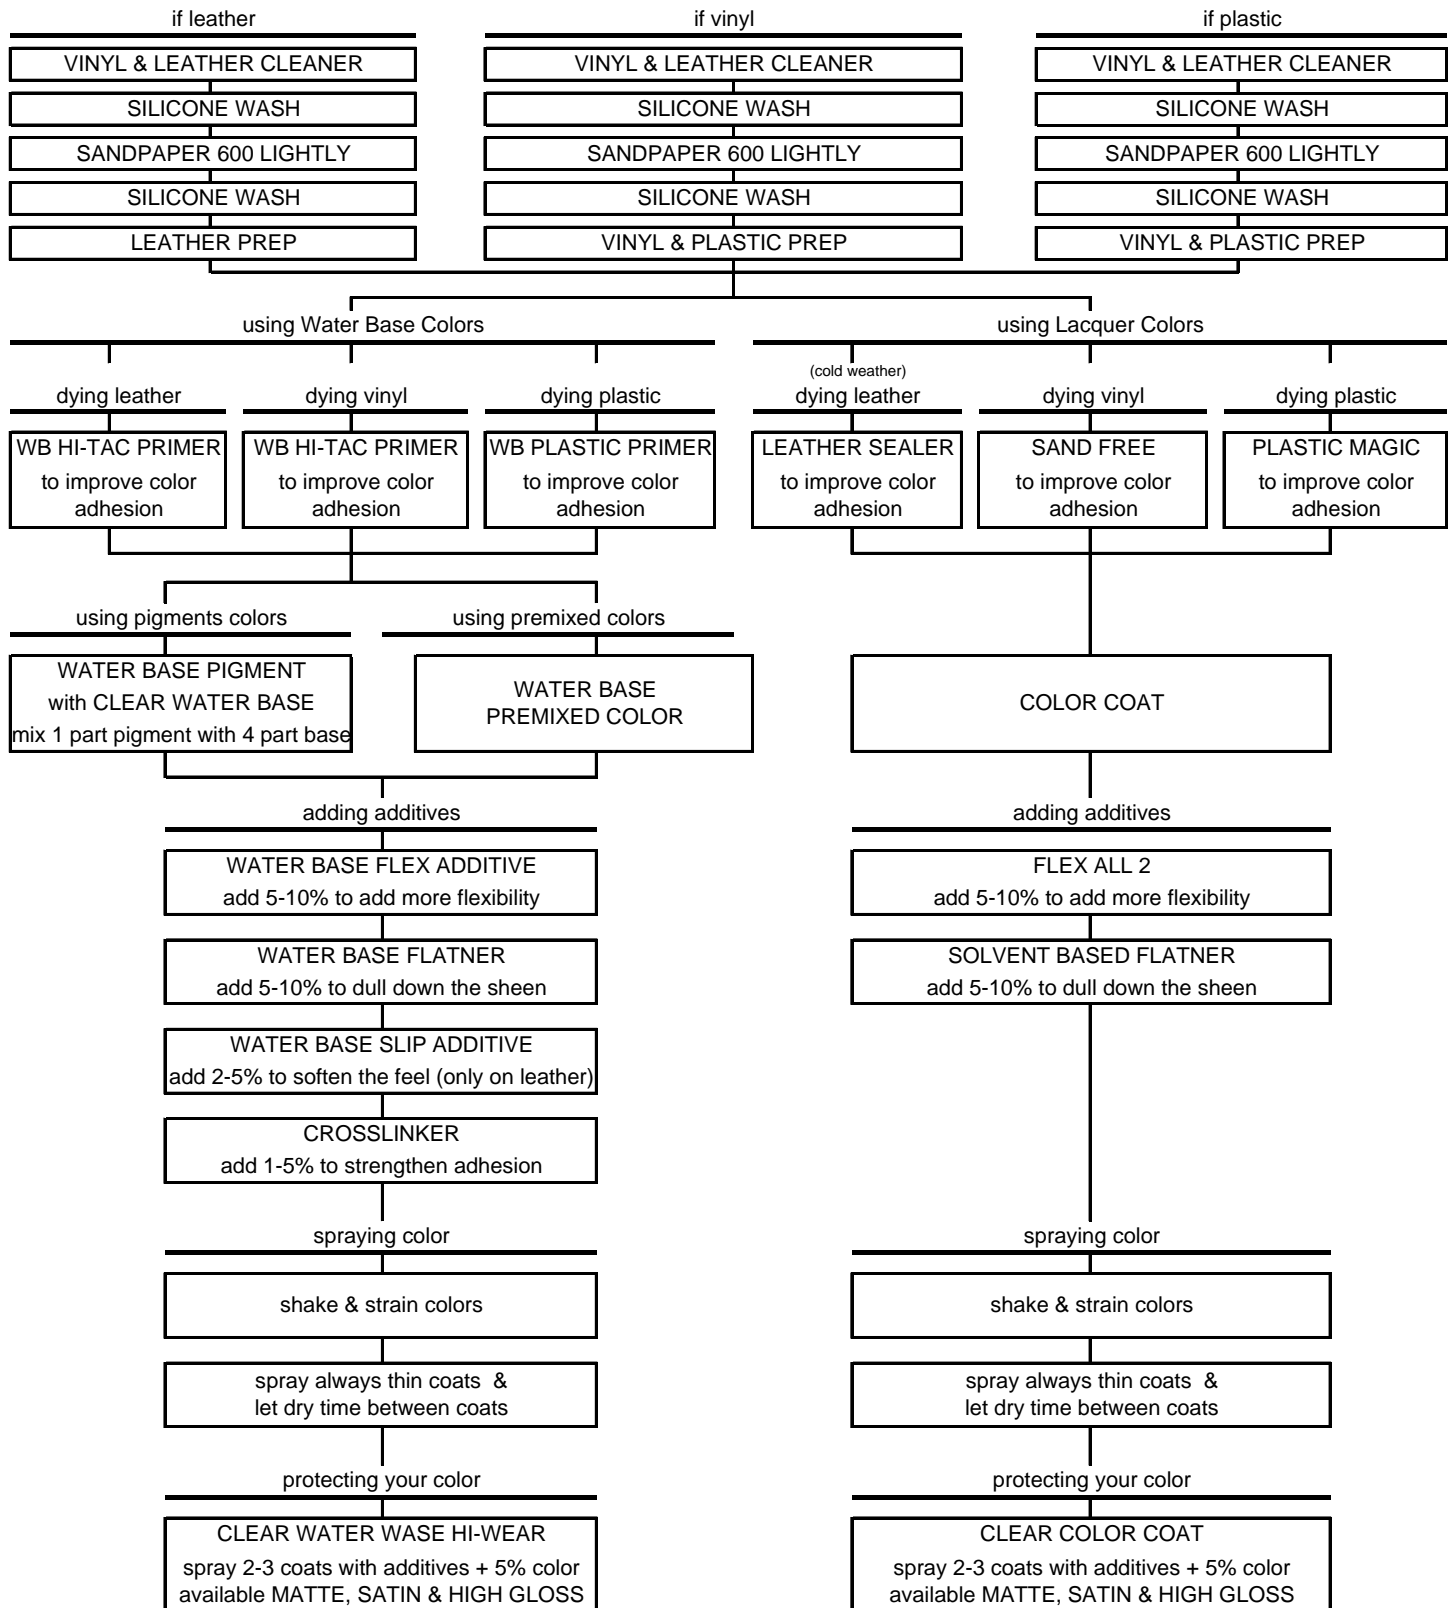 if leather
VINYL & LEATHER CLEANER
SILICONE WASH
SANDPAPER 600 LIGHTLY
SILICONE WASH
LEATHER PREP
if vinyl
VINYL & LEATHER CLEANER
SILICONE WASH
SANDPAPER 600 LIGHTLY
SILICONE WASH
VINYL & PLASTIC PREP
if plastic
VINYL & LEATHER CLEANER
SILICONE WASH
SANDPAPER 600 LIGHTLY
SILICONE WASH
VINYL & PLASTIC PREP
using Water Base Colors
dying leather
WB HI-TAC PRIMER
to improve color
adhesion
dying vinyl
WB HI-TAC PRIMER
to improve color
adhesion
dying plastic
WB PLASTIC PRIMER
to improve color
adhesion
using pigments colors
WATER BASE PIGMENT
with CLEAR WATER BASE
mix 1 part pigment with 4 part base
using premixed colors
WATER BASE
PREMIXED COLOR
adding additives
WATER BASE FLEX ADDITIVE
add 5-10% to add more flexibility
WATER BASE FLATNER
add 5-10% to dull down the sheen
WATER BASE SLIP ADDITIVE
add 2-5% to soften the feel (only on leather)
CROSSLINKER
add 1-5% to strengthen adhesion
spraying color
shake & strain colors
spray always thin coats &
let dry time between coats
protecting your color
CLEAR WATER WASE HI-WEAR
spray 2-3 coats with additives + 5% color
available MATTE, SATIN & HIGH GLOSS
using Lacquer Colors
(cold weather)
dying leather
LEATHER SEALER
to improve color
adhesion
dying vinyl
SAND FREE
to improve color
adhesion
dying plastic
PLASTIC MAGIC
to improve color
adhesion
COLOR COAT
adding additives
FLEX ALL 2
add 5-10% to add more flexibility
SOLVENT BASED FLATNER
add 5-10% to dull down the sheen
spraying color
shake & strain colors
spray always thin coats &
let dry time between coats
protecting your color
CLEAR COLOR COAT
spray 2-3 coats with additives + 5% color
available MATTE, SATIN & HIGH GLOSS